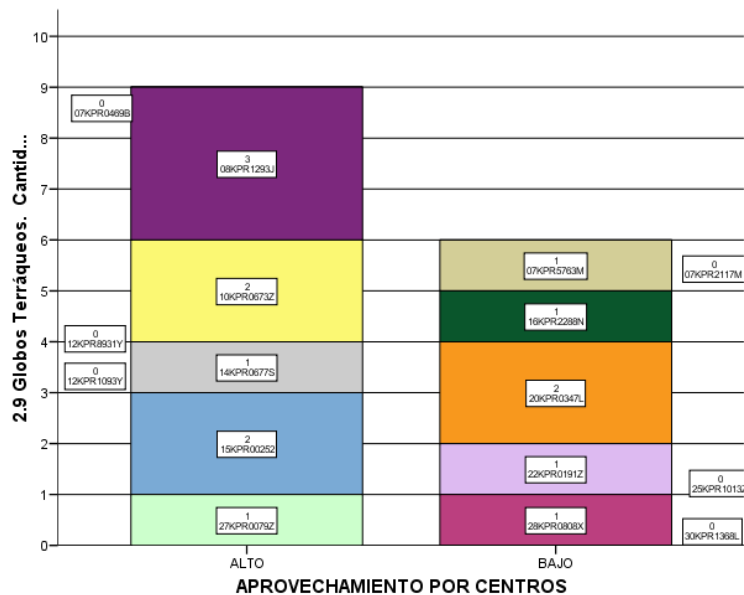 2.9 Globos Terráqueos. Cantid...
10
9
8
7
6
5
4
3
2
1
0
0
07KPR0469B
3
08KPR1293J
2
10KPR0673Z
0
12KPR8931Y
0
12KPR1093Y
1
14KPR0677S
2
15KPR00252
1
27KPR0079Z
1
07KPR5763M
0
07KPR2117M
1
16KPR2288N
2
20KPR0347L
1
22KPR0191Z
0
25KPR1013Z
1
28KPR0808X
0
30KPR1368L
ALTO
BAJO
APROVECHAMIENTO POR CENTROS